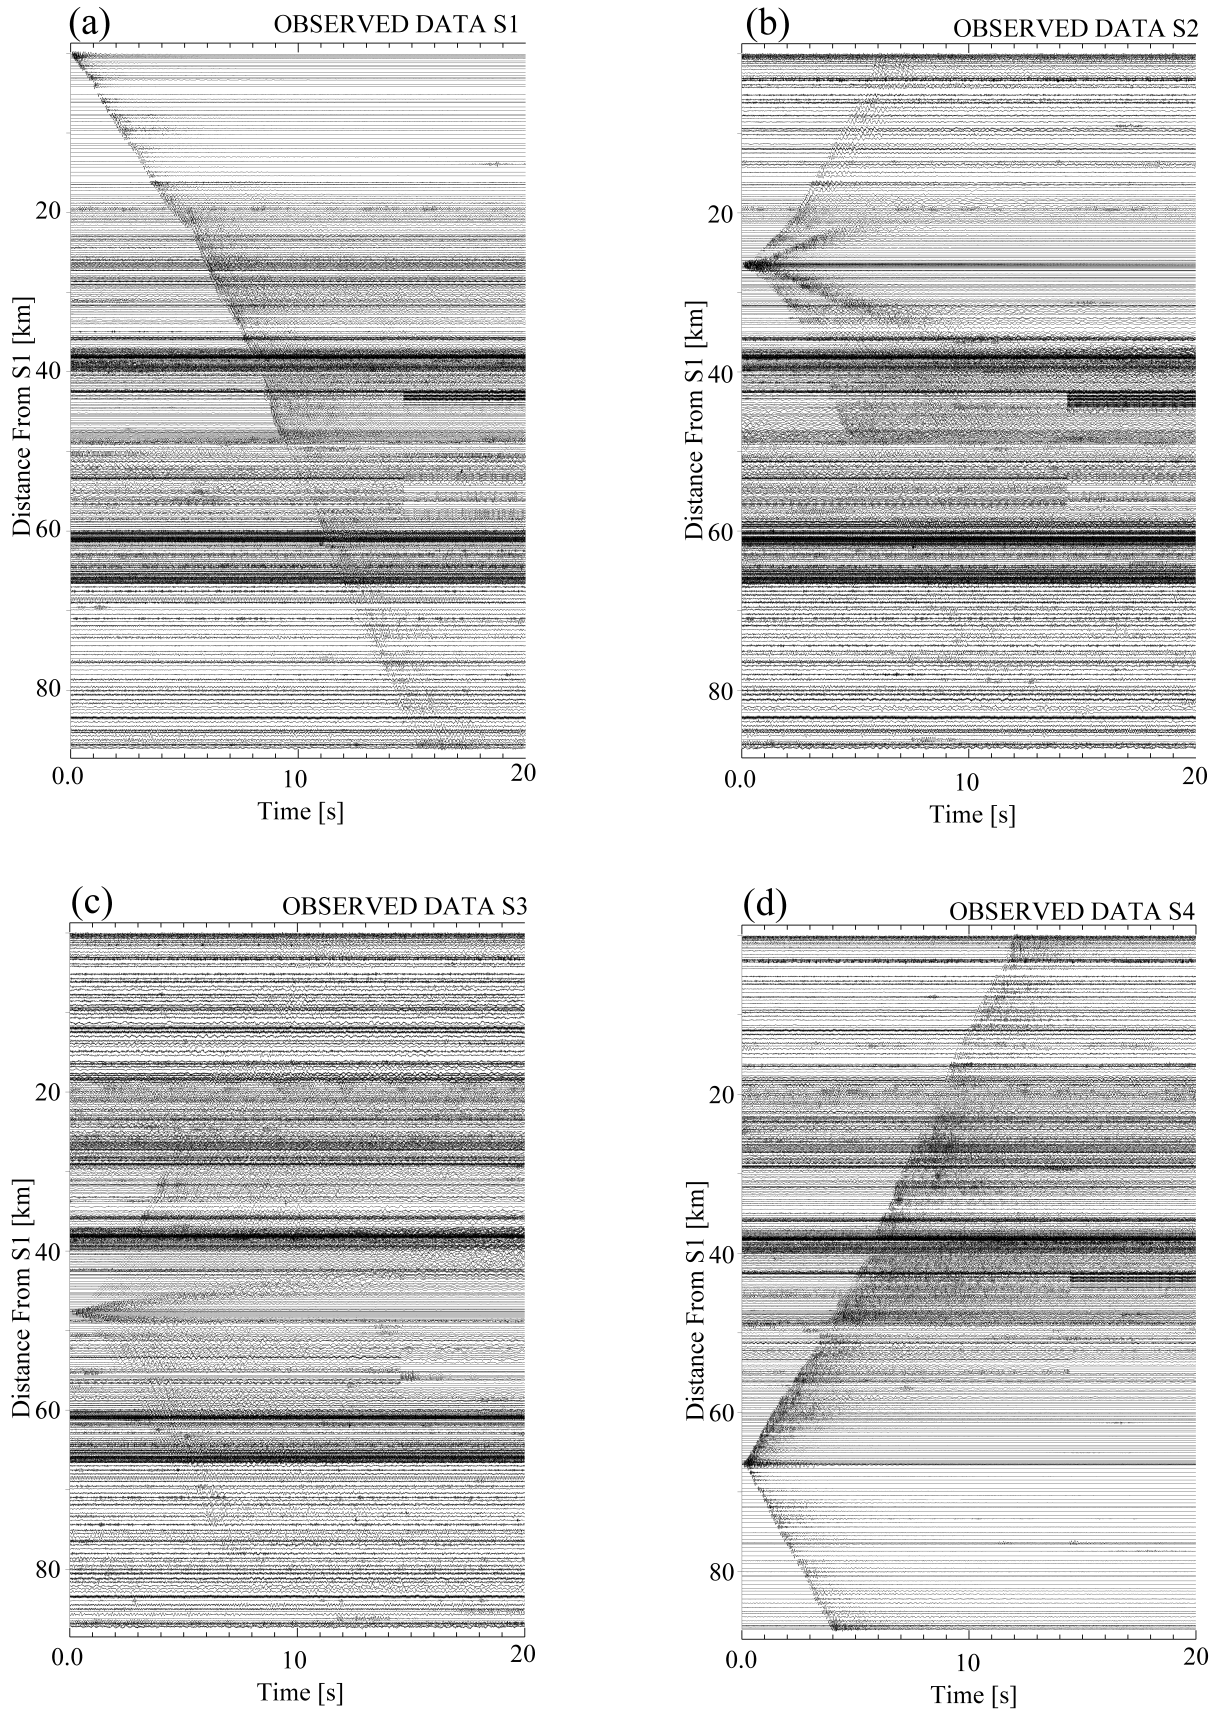 (a)
OBSERVED DATA S1
20
40
60
80
Distance From S1 [km]
0.0
10
20
Time [s]
(b)
OBSERVED DATA S2
20
40
60
80
Distance From S1 [km]
0.0
10
20
Time [s]
(c)
OBSERVED DATA S3
20
40
60
80
Distance From S1 [km]
0.0
10
20
Time [s]
(d)
OBSERVED DATA S4
20
40
60
80
Distance From S1 [km]
0.0
10
20
Time [s]